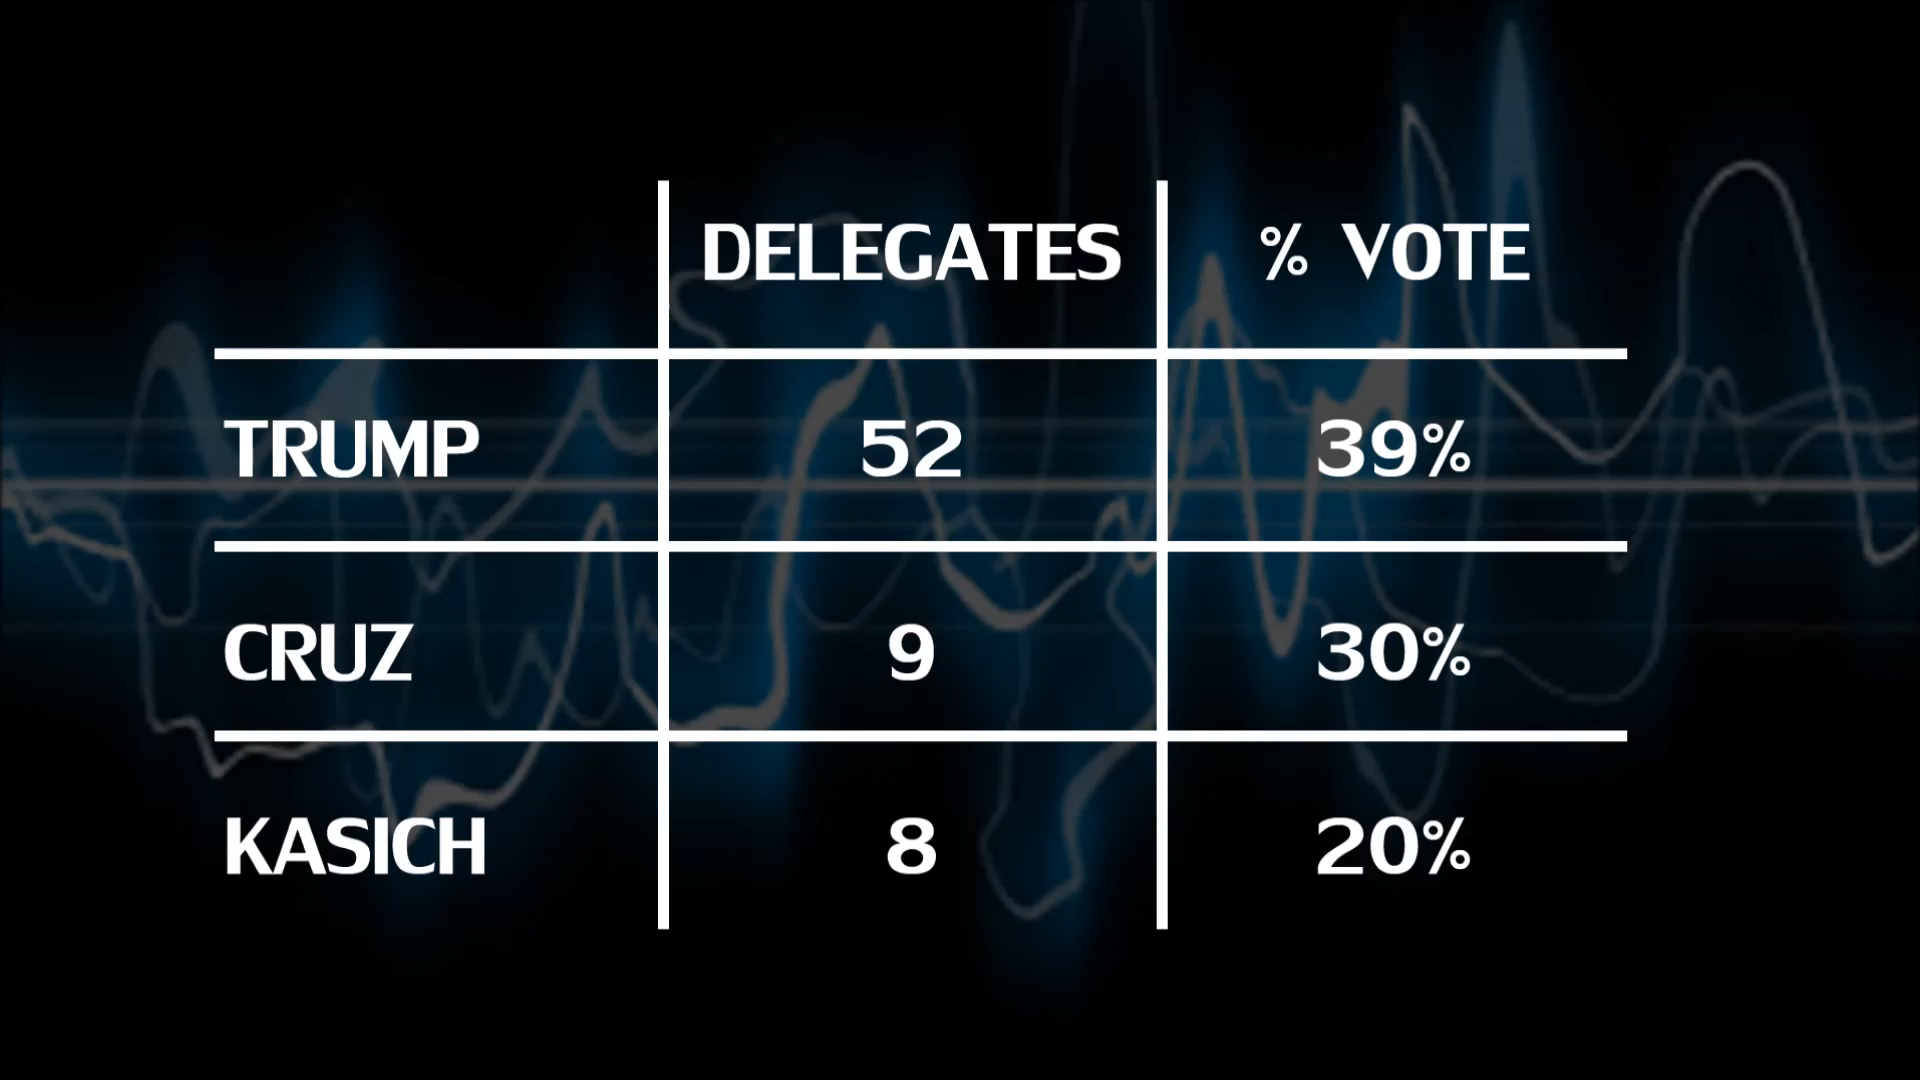 DELEGATES % VOTE
TRUMP 52 39%
CRUZ 9 30%
KASICH 8 20%